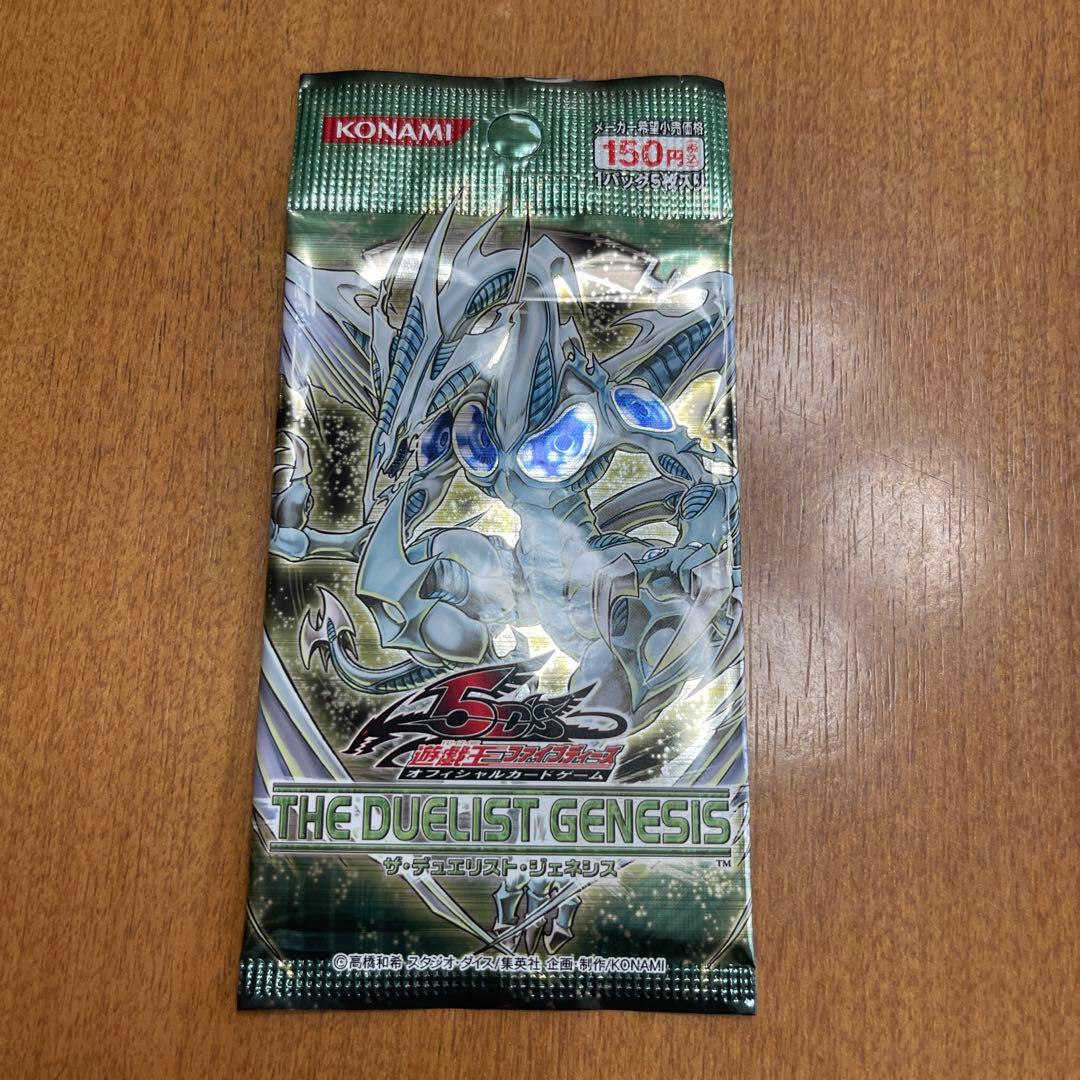 KONAMI
メーカー希望小売価格
150円税込
1パック5枚入り
5D's
遊戯王ファイブディーズ
オフィシャルカードゲーム
THE DUELIST GENESIS
ザ・デュエリスト・ジェネシス
TM
©高橋和希 スタジオ・ダイス/集英社 企画・制作/KONAMI